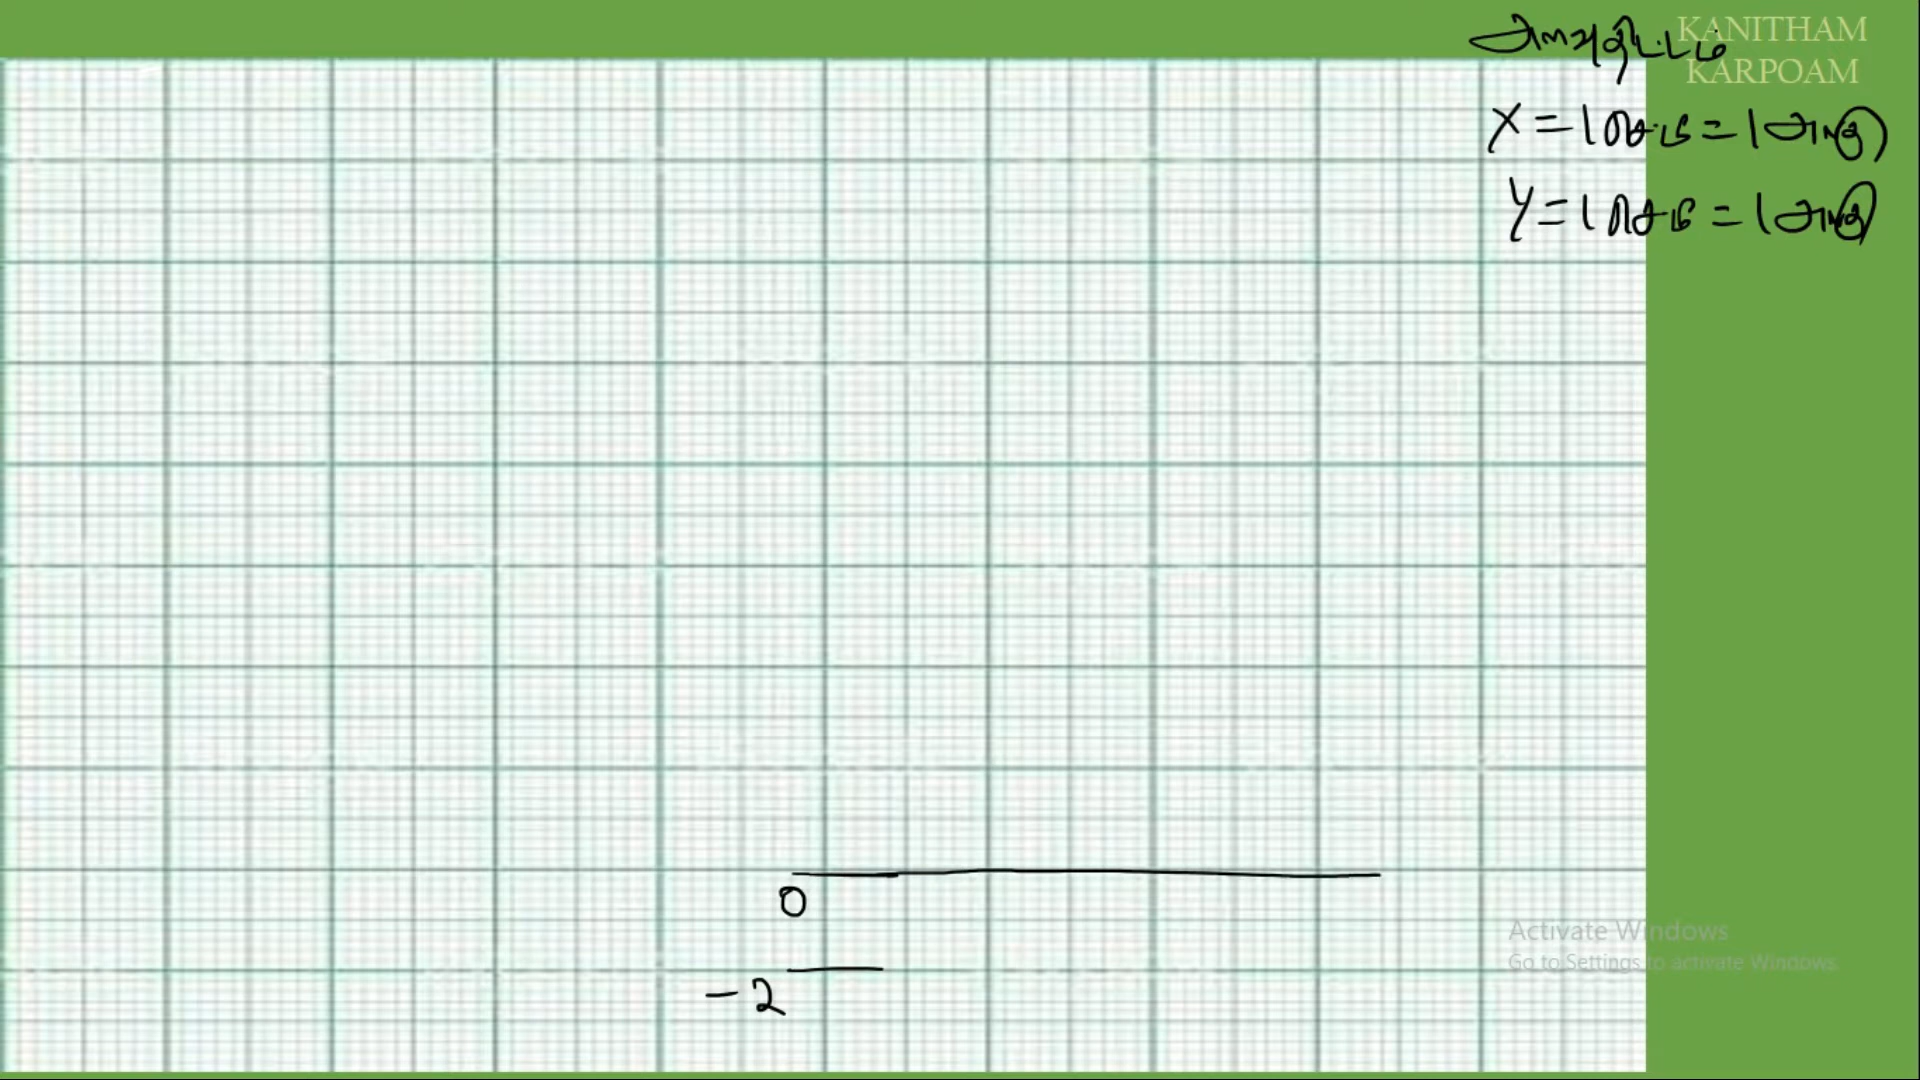 அளவுத்திட்டம்
KANITHAM
KARPOAM
X = 1 செ.மீ = 1 அலகு
Y = 1 செ.மீ = 1 அலகு
0
Activate Windows
Go to Settings to activate Windows.
-2